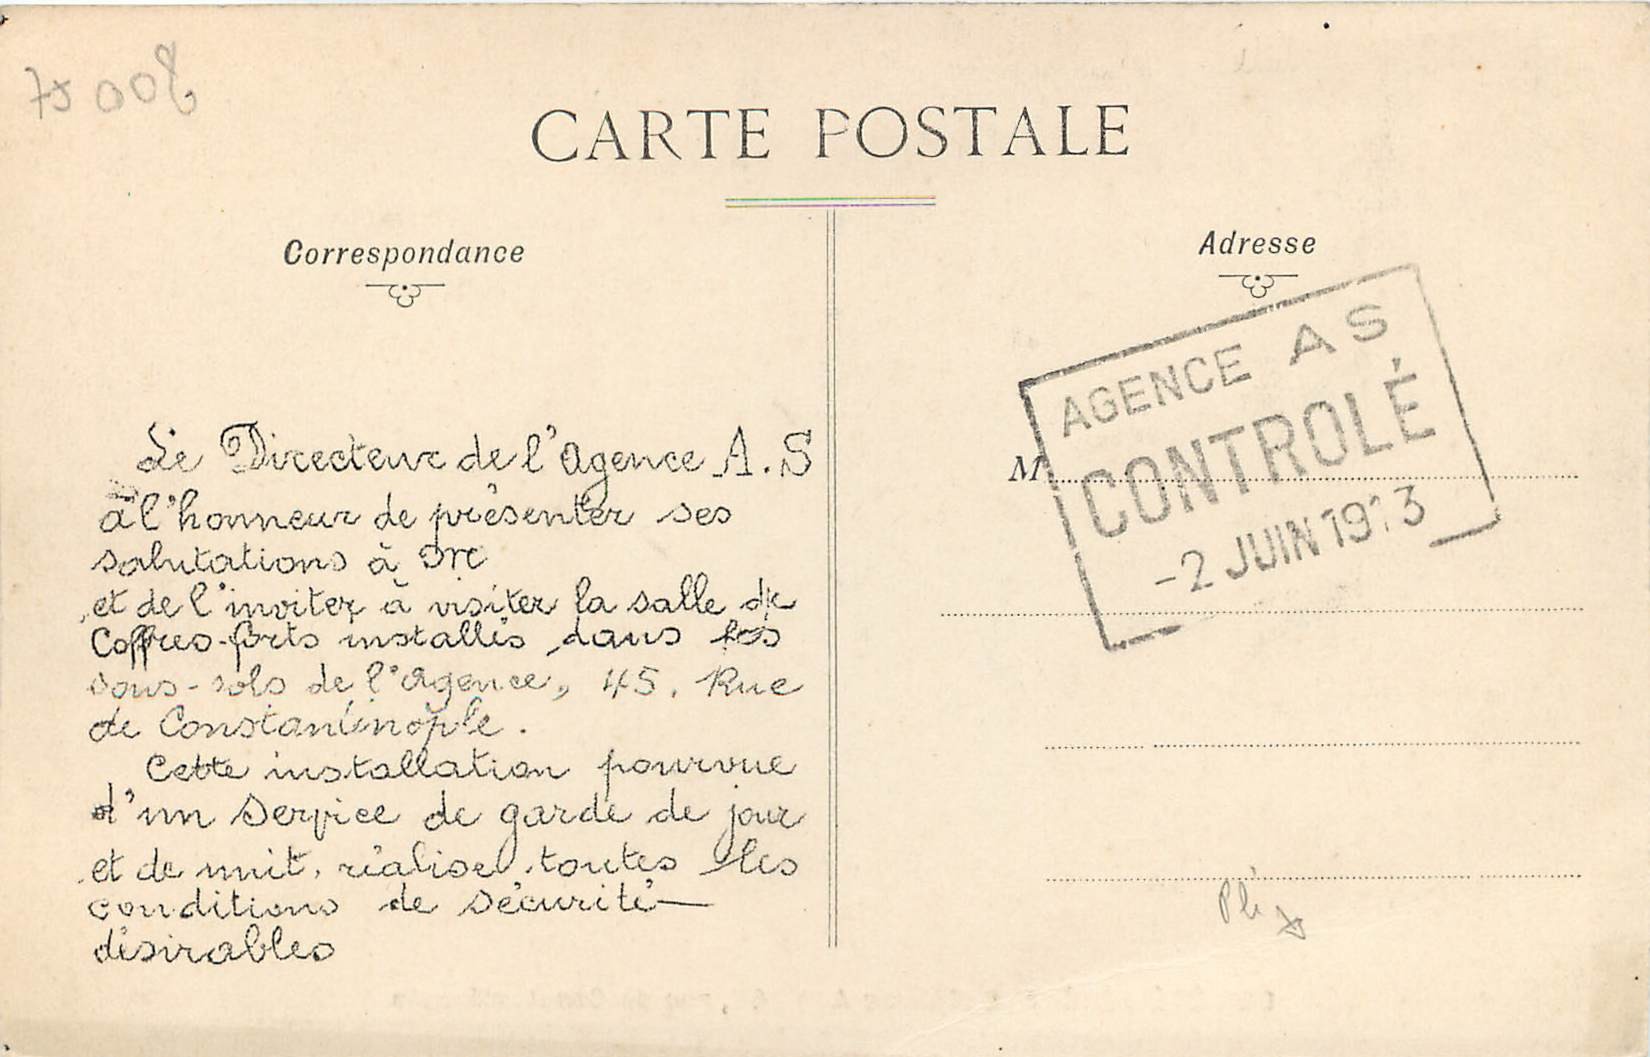 75008
CARTE POSTALE
Correspondance
Le Directeur de l'Agence A.S
à l'honneur de présenter ses
salutations à M
et de l'inviter à visiter la salle de
Coffres-forts installés dans les
sous-sols de l'Agence, 45, Rue
de Constantinople.
Cette installation pourvue
d'un service de garde de jour
et de nuit, réalise toutes les
conditions de sécurité
désirables
Adresse
M
AGENCE AS
CONTROLÉ
-2 JUIN 1913
Pli